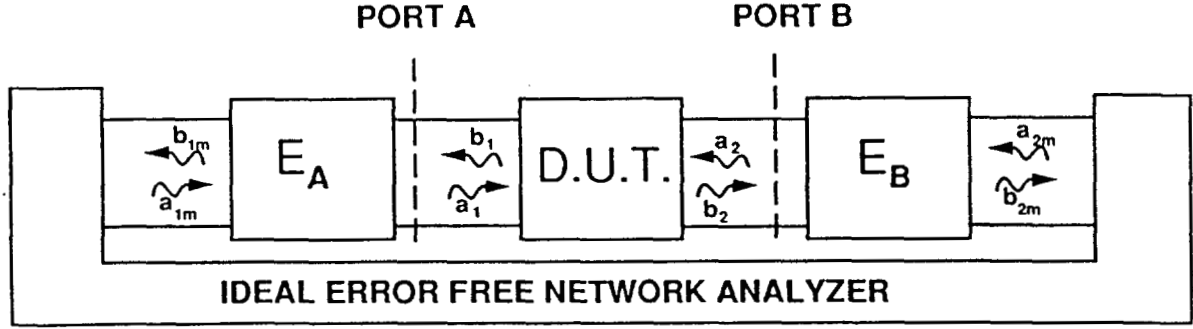 PORT A PORT B
b1m b1 a2 a2m
EA D.U.T. EB
a1m a1 b2 b2m
IDEAL ERROR FREE NETWORK ANALYZER